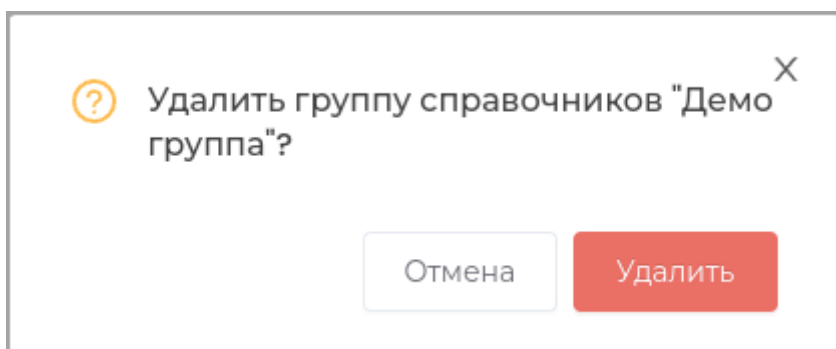 Удалить группу справочников "Демо
группа"?
Отмена Удалить